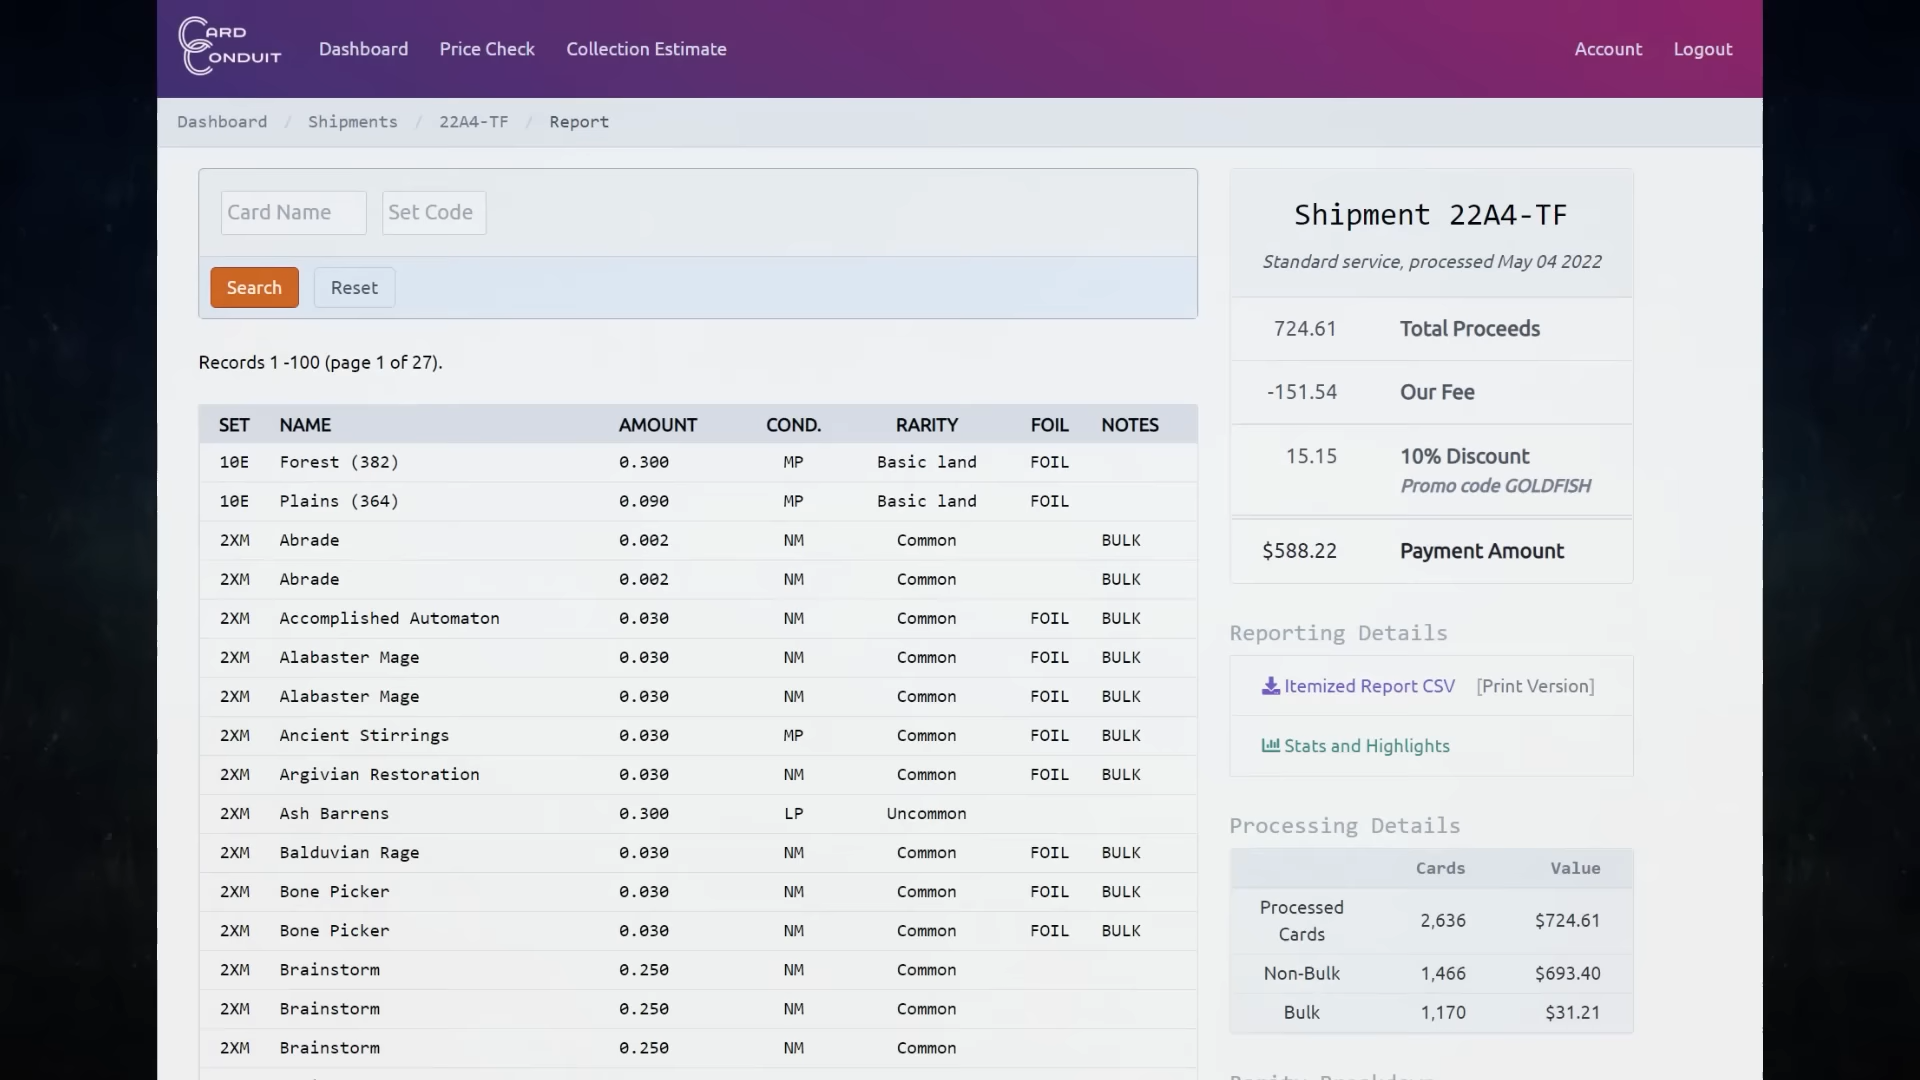 CARD CONDUIT
Dashboard Price Check Collection Estimate Account Logout
Dashboard / Shipments / 22A4-TF / Report
Card Name Set Code
Search Reset
Records 1 -100 (page 1 of 27).
SET NAME AMOUNT COND. RARITY FOIL NOTES
10E Forest (382) 0.300 MP Basic land FOIL
10E Plains (364) 0.090 MP Basic land FOIL
2XM Abrade 0.002 NM Common BULK
2XM Abrade 0.002 NM Common BULK
2XM Accomplished Automaton 0.030 NM Common FOIL BULK
2XM Alabaster Mage 0.030 NM Common FOIL BULK
2XM Alabaster Mage 0.030 NM Common FOIL BULK
2XM Ancient Stirrings 0.030 MP Common FOIL BULK
2XM Argivian Restoration 0.030 NM Common FOIL BULK
2XM Ash Barrens 0.300 LP Uncommon
2XM Balduvian Rage 0.030 NM Common FOIL BULK
2XM Bone Picker 0.030 NM Common FOIL BULK
2XM Bone Picker 0.030 NM Common FOIL BULK
2XM Brainstorm 0.250 NM Common
2XM Brainstorm 0.250 NM Common
2XM Brainstorm 0.250 NM Common
Shipment 22A4-TF
Standard service, processed May 04 2022
724.61 Total Proceeds
-151.54 Our Fee
15.15 10% Discount
Promo code GOLDFISH
$588.22 Payment Amount
Reporting Details
Itemized Report CSV [Print Version]
Stats and Highlights
Processing Details
Cards Value
Processed Cards 2,636 $724.61
Non-Bulk 1,466 $693.40
Bulk 1,170 $31.21